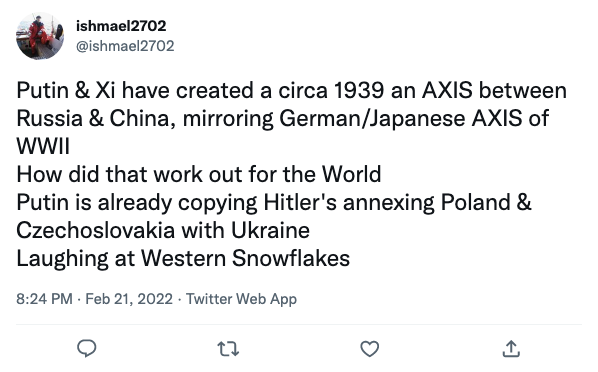 ishmael2702
@ishmael2702
Putin & Xi have created a circa 1939 an AXIS between
Russia & China, mirroring German/Japanese AXIS of
WWII
How did that work out for the World
Putin is already copying Hitler's annexing Poland &
Czechoslovakia with Ukraine
Laughing at Western Snowflakes
8:24 PM · Feb 21, 2022 · Twitter Web App